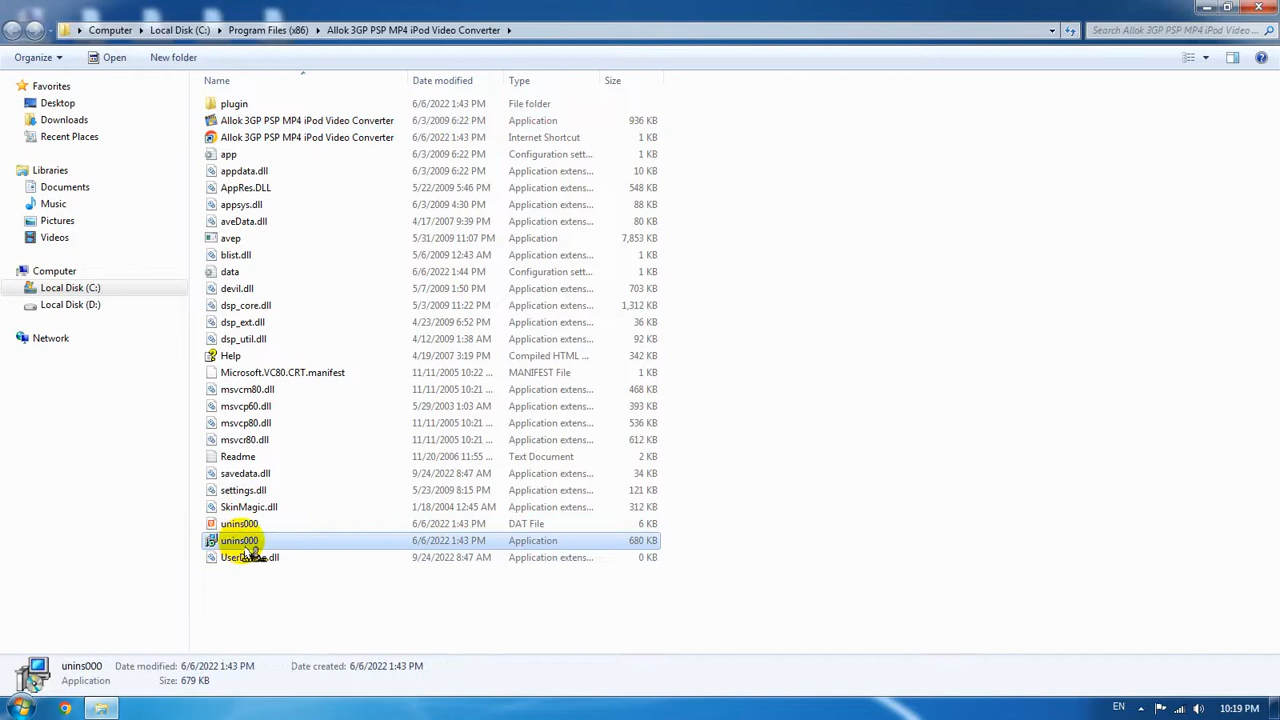 Computer Local Disk (C:) Program Files (x86) Allok 3GP PSP MP4 iPod Video Converter Search Allok 3GP PSP MP4 iPod Video ...
Organize Open New folder
Name Date modified Type Size
Favorites
Desktop
Downloads
Recent Places
Libraries
Documents
Music
Pictures
Videos
Computer
Local Disk (C:)
Local Disk (D:)
Network
plugin 6/6/2022 1:43 PM File folder
Allok 3GP PSP MP4 iPod Video Converter 6/3/2009 6:22 PM Application 936 KB
Allok 3GP PSP MP4 iPod Video Converter 6/6/2022 1:43 PM Internet Shortcut 1 KB
app 6/3/2009 6:22 PM Configuration sett... 1 KB
appdata.dll 6/3/2009 6:22 PM Application extens... 10 KB
AppRes.DLL 5/22/2009 5:46 PM Application extens... 548 KB
appsys.dll 6/3/2009 4:30 PM Application extens... 88 KB
aveData.dll 4/17/2007 9:39 PM Application extens... 80 KB
avep 5/31/2009 11:07 PM Application 7,853 KB
blist.dll 5/6/2009 12:43 AM Application extens... 1 KB
data 6/6/2022 1:44 PM Configuration sett... 1 KB
devil.dll 5/7/2009 1:50 PM Application extens... 703 KB
dsp_core.dll 5/3/2009 11:22 PM Application extens... 1,312 KB
dsp_ext.dll 4/23/2009 6:52 PM Application extens... 36 KB
dsp_util.dll 4/12/2009 1:38 AM Application extens... 92 KB
Help 4/19/2007 3:19 PM Compiled HTML ... 342 KB
Microsoft.VC80.CRT.manifest 11/11/2005 10:22 ... MANIFEST File 1 KB
msvcm80.dll 11/11/2005 10:21 ... Application extens... 468 KB
msvcp60.dll 5/29/2003 1:03 AM Application extens... 393 KB
msvcp80.dll 11/11/2005 10:21 ... Application extens... 536 KB
msvcr80.dll 11/11/2005 10:21 ... Application extens... 612 KB
Readme 11/20/2006 11:55 ... Text Document 2 KB
savedata.dll 9/24/2022 8:47 AM Application extens... 34 KB
settings.dll 5/23/2009 8:15 PM Application extens... 121 KB
SkinMagic.dll 1/18/2004 12:45 AM Application extens... 312 KB
unins000 6/6/2022 1:43 PM DAT File 6 KB
unins000 6/6/2022 1:43 PM Application 680 KB
.dll 9/24/2022 8:47 AM Application extens... 0 KB
unins000 Date modified: 6/6/2022 1:43 PM Date created: 6/6/2022 1:43 PM
Application Size: 679 KB
EN 10:19 PM